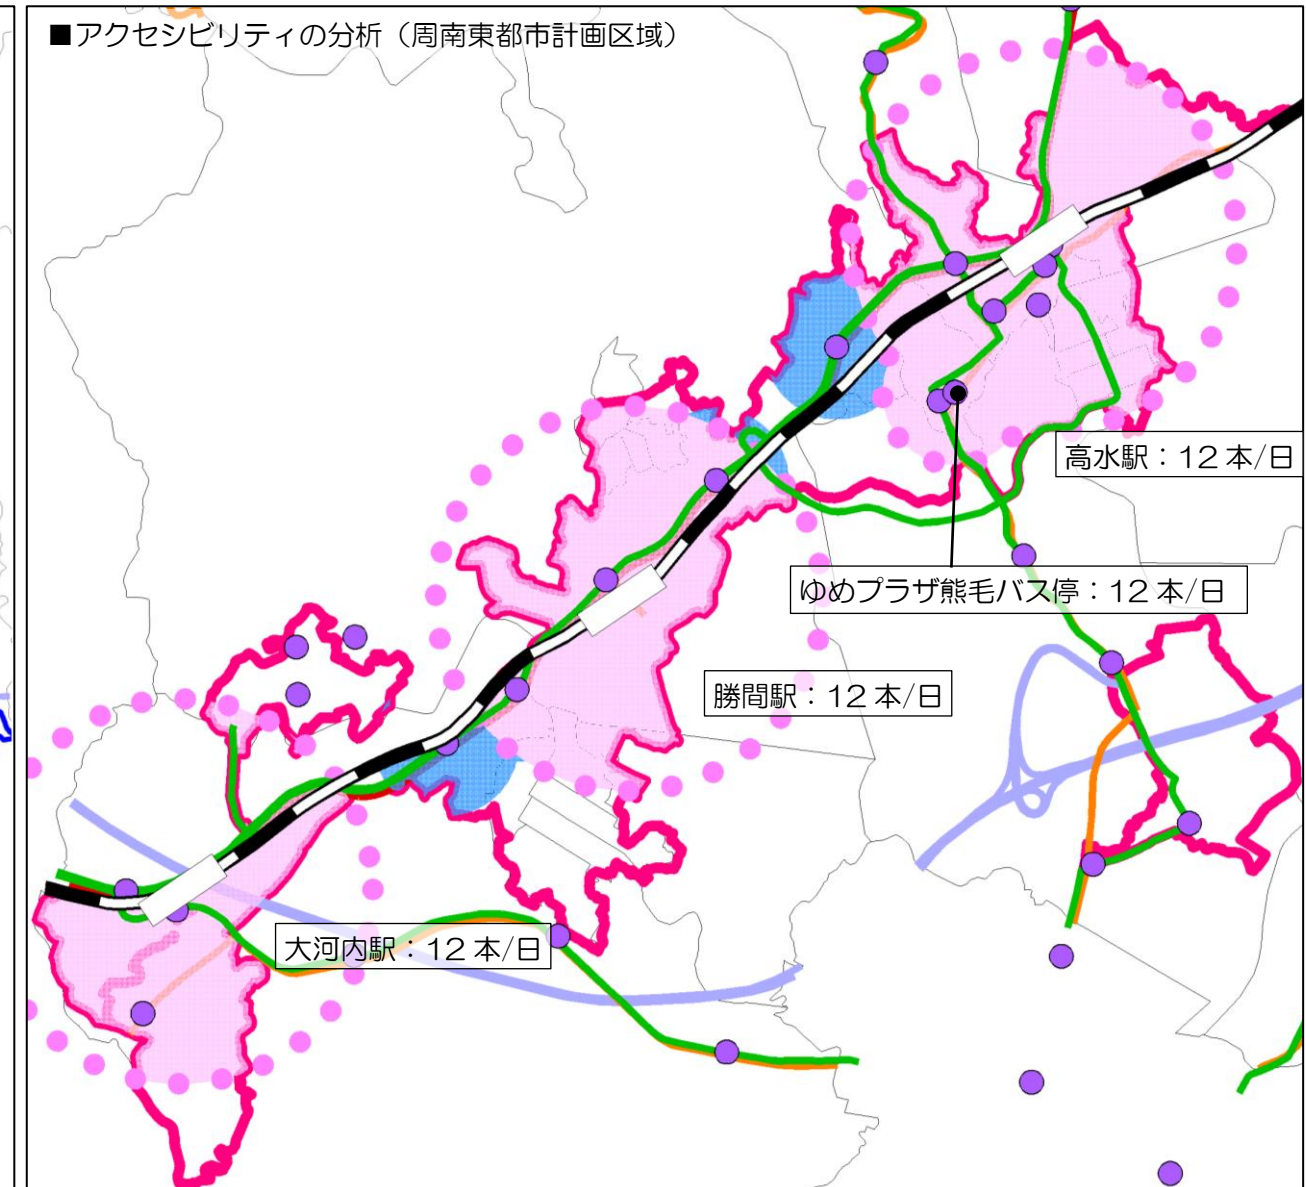 ■アクセシビリティの分析（周南東都市計画区域）
高水駅：12本/日
ゆめプラザ熊毛バス停：12本/日
勝間駅：12本/日
大河内駅：12本/日